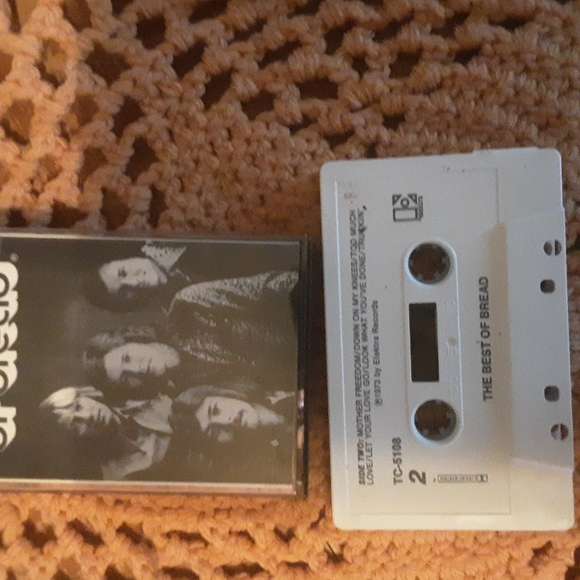 SIDE TWO: MOTHER FREEDOM/DOWN ON MY KNEES/TOO MUCH
LOVE/LET YOUR LOVE GO/LOOK WHAT YOU'VE DONE/TRUCKIN'
℗1973 by Elektra Records
TC-5108
2
THE BEST OF BREAD